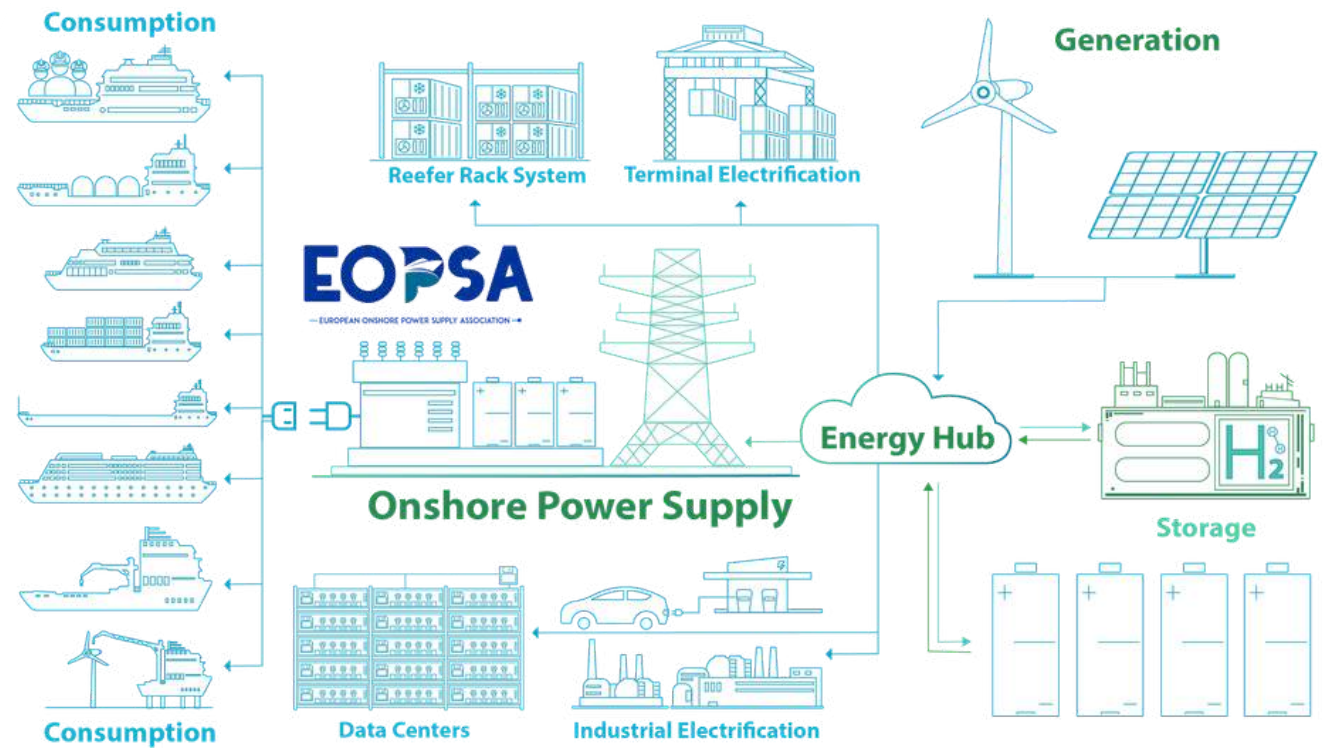 Consumption
Generation
Reefer Rack System
Terminal Electrification
EOPSA
EUROPEAN ONSHORE POWER SUPPLY ASSOCIATION
Energy Hub
H2
Onshore Power Supply
Storage
Consumption
Data Centers
Industrial Electrification